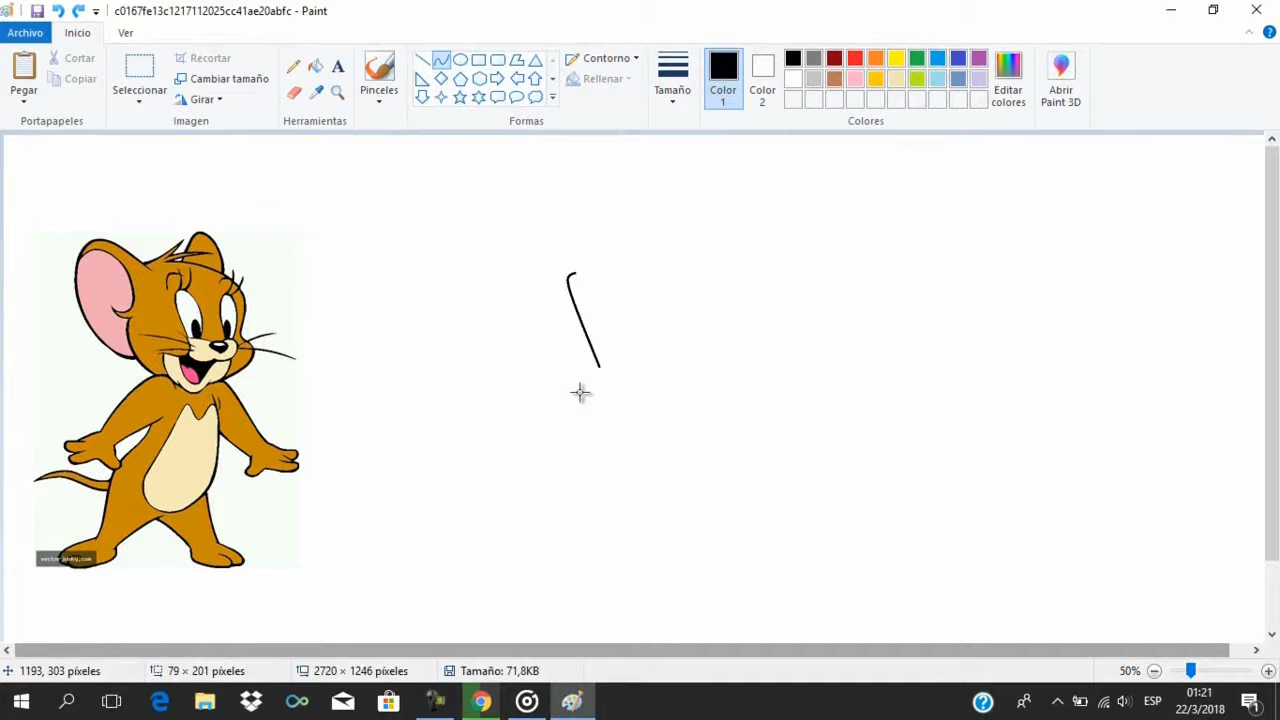 c0167fe13c1217112025cc41ae20abfc - Paint
Archivo Inicio Ver
Pegar
Cortar
Copiar
Portapapeles
Seleccionar
Recortar
Cambiar tamaño
Girar
Imagen
A
Herramientas
Pinceles
Contorno
Rellenar
Formas
Tamaño
Color 1
Color 2
Editar colores
Colores
Abrir Paint 3D
1193, 303 píxeles
79 × 201 píxeles
2720 × 1246 píxeles
Tamaño: 71,8KB
50%
ESP
01:21
22/3/2018